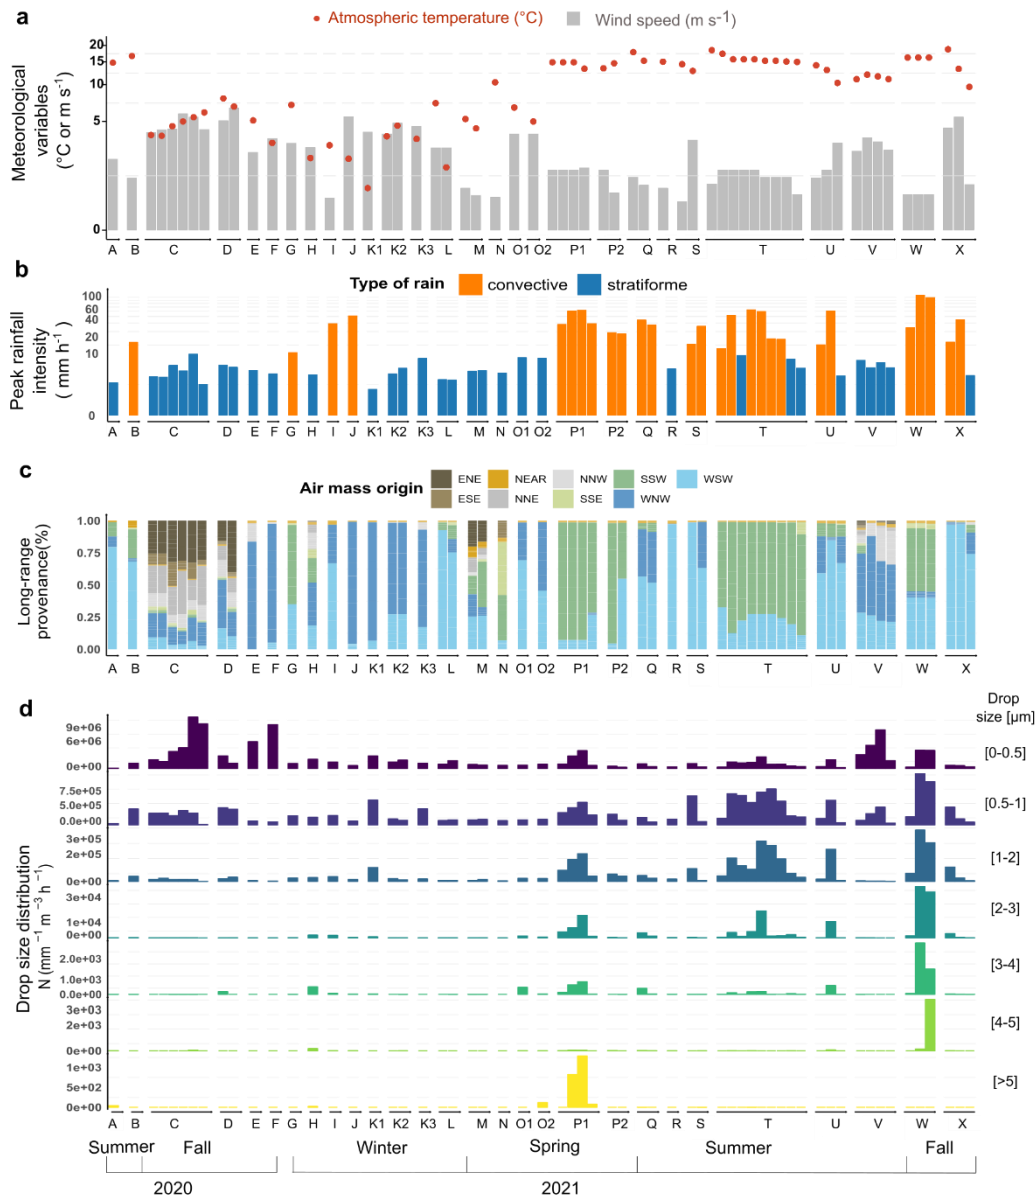 a
Atmospheric temperature (°C) Wind speed (m s-1)
Meteorological
variables
(°C or m s-1)
20
15
10
5
0
A B C D E F G H I J K1 K2 K3 L M N O1 O2 P1 P2 Q R S T U V W X
b
Type of rain convective stratiforme
Peak rainfall
intensity
( mm h-1 )
100
60
40
20
10
0
A B C D E F G H I J K1 K2 K3 L M N O1 O2 P1 P2 Q R S T U V W X
c
Air mass origin
ENE NEAR NNW SSW WSW
ESE NNE SSE WNW
Long-range
provenance(%)
1.00
0.75
0.50
0.25
0.00
A B C D E F G H I J K1 K2 K3 L M N O1 O2 P1 P2 Q R S T U V W X
d
Drop
size [µm]
Drop size distribution
N (mm−1 m−3 h−1)
9e+06
6e+06
0e+00
[0-0.5]
7.5e+05
5.0e+05
0.0e+00
[0.5-1]
3e+05
2e+05
0e+00
[1-2]
3e+04
1e+04
0e+00
[2-3]
2.0e+03
1.0e+03
0.0e+00
[3-4]
3e+03
2e+03
0e+00
[4-5]
1e+03
5e+02
0e+00
[>5]
A B C D E F G H I J K1 K2 K3 L M N O1 O2 P1 P2 Q R S T U V W X
Summer Fall Winter Spring Summer Fall
2020 2021